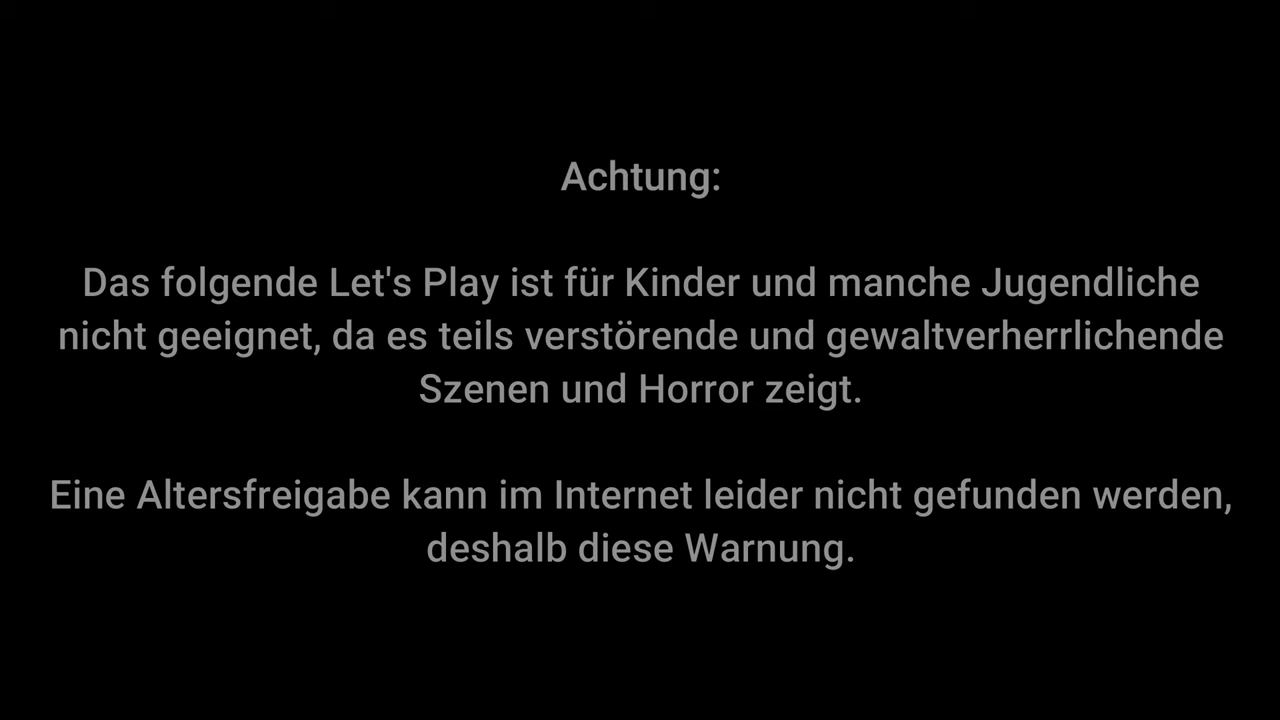 Achtung:
Das folgende Let's Play ist für Kinder und manche Jugendliche
nicht geeignet, da es teils verstörende und gewaltverherrlichende
Szenen und Horror zeigt.
Eine Altersfreigabe kann im Internet leider nicht gefunden werden,
deshalb diese Warnung.